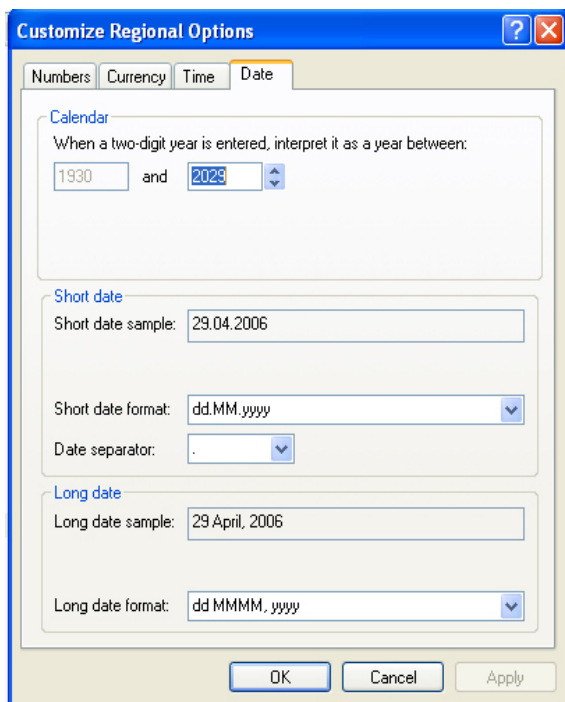 Customize Regional Options
Numbers Currency Time Date
Calendar
When a two-digit year is entered, interpret it as a year between:
1930 and 2029
Short date
Short date sample: 29.04.2006
Short date format: dd.MM.yyyy
Date separator: .
Long date
Long date sample: 29 April, 2006
Long date format: dd MMMM, yyyy
OK Cancel Apply